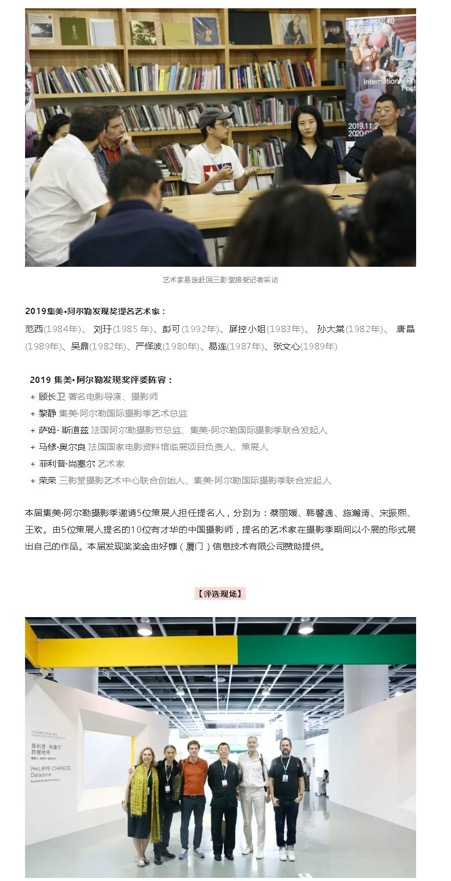 International
Fest
2019.11.2
2020.
艺术家易连赶回三影堂接受记者采访
2019集美·阿尔勒发现奖提名艺术家：
范西(1984年)、刘玗(1985 年)、彭可(1992年)、屏控小姐(1983年)、 孙大棠(1982年)、 唐晶
(1989年)、吴鼎(1982年)、严怿波(1980年)、易连(1987年)、张文心(1989年)
2019 集美·阿尔勒发现奖评委阵容：
+ 顾长卫 著名电影导演、摄影师
+ 黎静 集美·阿尔勒国际摄影季艺术总监
+ 萨姆·斯道兹 法国阿尔勒摄影节总监、集美·阿尔勒国际摄影季联合发起人
+ 马修·奥尔良 法国国家电影资料馆临展项目负责人、策展人
+ 菲利普·尚塞尔 艺术家
+ 荣荣 三影堂摄影艺术中心联合创始人、集美·阿尔勒国际摄影季联合发起人
本届集美·阿尔勒摄影季邀请5位策展人担任提名人，分别为：蔡丽媛、韩馨逸、施瀚涛、宋振熙、
王欢。由5位策展人提名的10位有才华的中国摄影师，提名的艺术家在摄影季期间以个展的形式展
出自己的作品。本届发现奖奖金由好慷（厦门）信息技术有限公司赞助提供。
【评选现场】
菲利普·尚塞尔
数据地带
PHILIPPE CHANCEL
Datazone